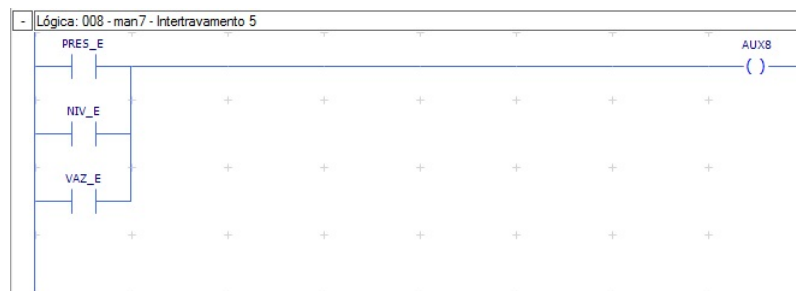 Lógica: 008 - man7 - Intertravamento 5
PRES_E
AUX8
NIV_E
VAZ_E